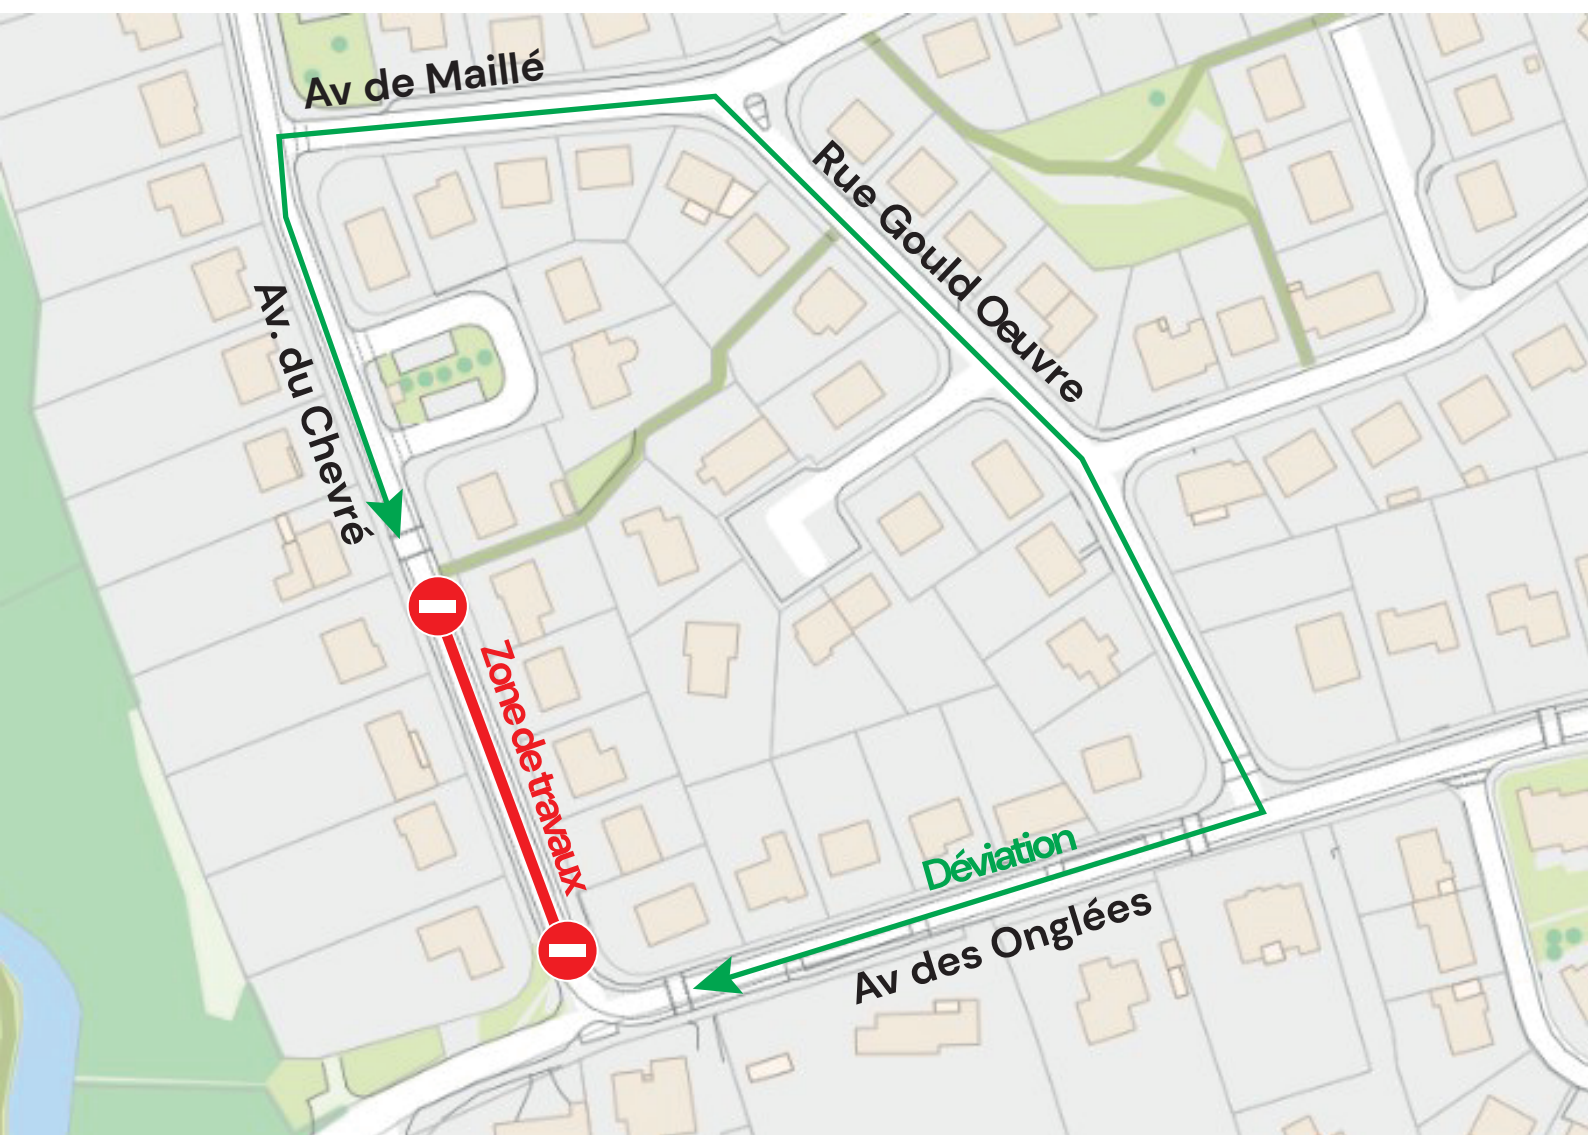 Av de Maillé
Rue Gould Oeuvre
Av. du Chevré
Zone de travaux
Déviation
Av des Onglées